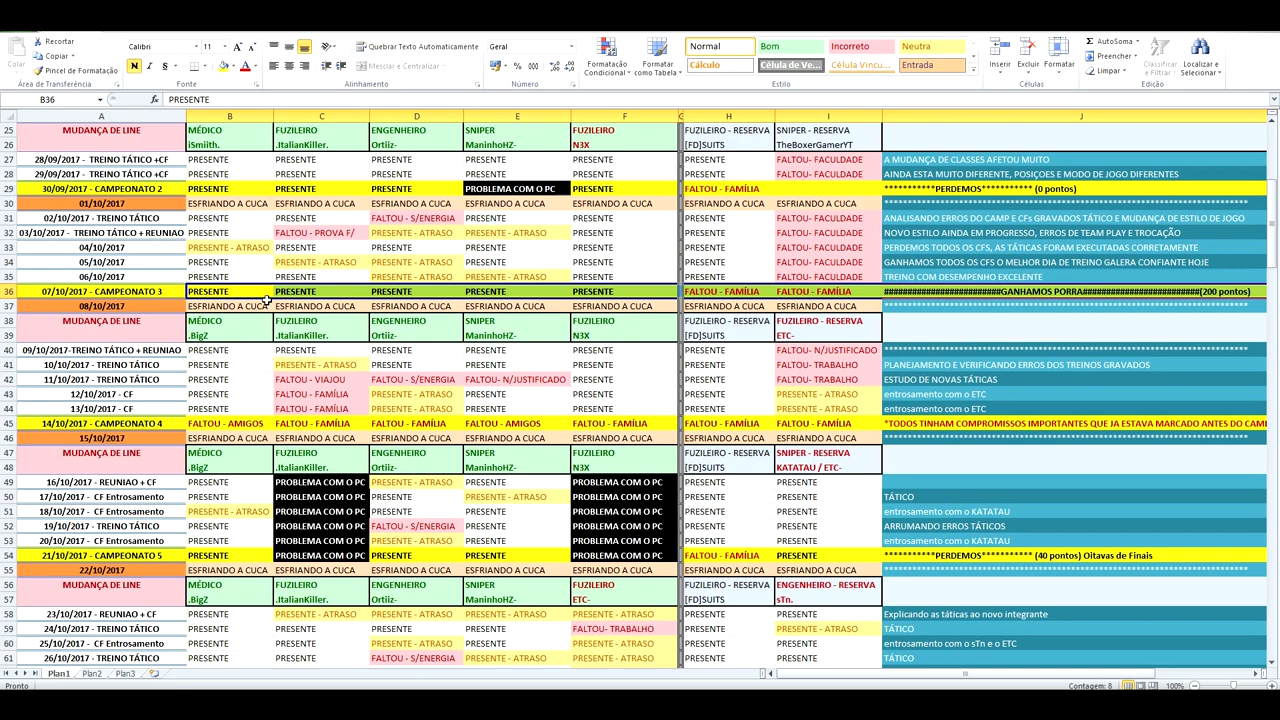 Recortar
Copiar
Pincel de Formatação
Área de Transferência
Colar
Calibri 11
N I S
Fonte
Quebrar Texto Automaticamente
Mesclar e Centralizar
Alinhamento
Geral
% 000
Número
Formatação Condicional
Formatar como Tabela
Normal Bom Incorreto Neutra
Cálculo Célula de Ve... Célula Vincu... Entrada
Estilo
Inserir Excluir Formatar
Células
AutoSoma
Preencher
Limpar
Classificar e Filtrar
Localizar e Selecionar
Edição
B36 fx PRESENTE
A B C D E F G H I J
25 MUDANÇA DE LINE MÉDICO FUZILEIRO ENGENHEIRO SNIPER FUZILEIRO FUZILEIRO - RESERVA SNIPER - RESERVA
26 iSmiith. .ItalianKiller. Ortiiz- ManinhoHZ- N3X [FD]SUITS TheBoxerGamerYT
27 28/09/2017 - TREINO TÁTICO +CF PRESENTE PRESENTE PRESENTE PRESENTE PRESENTE PRESENTE FALTOU- FACULDADE A MUDANÇA DE CLASSES AFETOU MUITO
28 29/09/2017 - TREINO TÁTICO +CF PRESENTE PRESENTE PRESENTE PRESENTE PRESENTE PRESENTE FALTOU- FACULDADE AINDA ESTA MUITO DIFERENTE, POSIÇOES E MODO DE JOGO DIFERENTES
29 30/09/2017 - CAMPEONATO 2 PRESENTE PRESENTE PRESENTE PROBLEMA COM O PC PRESENTE FALTOU - FAMÍLIA **********PERDEMOS*********** (0 pontos)
30 01/10/2017 ESFRIANDO A CUCA ESFRIANDO A CUCA ESFRIANDO A CUCA ESFRIANDO A CUCA ESFRIANDO A CUCA ESFRIANDO A CUCA ESFRIANDO A CUCA
31 02/10/2017 - TREINO TÁTICO PRESENTE PRESENTE FALTOU - S/ENERGIA PRESENTE PRESENTE PRESENTE FALTOU- FACULDADE ANALISANDO ERROS DO CAMP E CFs GRAVADOS TÁTICO E MUDANÇA DE ESTILO DE JOGO
32 03/10/2017 - TREINO TÁTICO + REUNIAO PRESENTE FALTOU - PROVA F/ PRESENTE - ATRASO PRESENTE - ATRASO PRESENTE PRESENTE FALTOU- FACULDADE NOVO ESTILO AINDA EM PROGRESSO, ERROS DE TEAM PLAY E TROCAÇÃO
33 04/10/2017 PRESENTE - ATRASO PRESENTE PRESENTE PRESENTE PRESENTE PRESENTE FALTOU- FACULDADE PERDEMOS TODOS OS CFS, AS TÁTICAS FORAM EXECUTADAS CORRETAMENTE
34 05/10/2017 PRESENTE PRESENTE - ATRASO PRESENTE PRESENTE - ATRASO PRESENTE PRESENTE FALTOU- FACULDADE GANHAMOS TODOS OS CFS O MELHOR DIA DE TREINO GALERA CONFIANTE HOJE
35 06/10/2017 PRESENTE PRESENTE PRESENTE - ATRASO PRESENTE - ATRASO PRESENTE PRESENTE FALTOU- FACULDADE TREINO COM DESEMPENHO EXCELENTE
36 07/10/2017 - CAMPEONATO 3 PRESENTE PRESENTE PRESENTE PRESENTE PRESENTE FALTOU - FAMÍLIA FALTOU - FAMÍLIA #########################GANHAMOS PORRA#########################(200 pontos)
37 08/10/2017 ESFRIANDO A CUCA ESFRIANDO A CUCA ESFRIANDO A CUCA ESFRIANDO A CUCA ESFRIANDO A CUCA ESFRIANDO A CUCA ESFRIANDO A CUCA
38 MUDANÇA DE LINE MÉDICO FUZILEIRO ENGENHEIRO SNIPER FUZILEIRO FUZILEIRO - RESERVA FUZILEIRO - RESERVA
39 .BigZ .ItalianKiller. Ortiiz- ManinhoHZ- N3X [FD]SUITS ETC-
40 09/10/2017-TREINO TÁTICO + REUNIAO PRESENTE PRESENTE PRESENTE PRESENTE PRESENTE PRESENTE FALTOU- N/JUSTIFICADO
41 10/10/2017 - TREINO TÁTICO PRESENTE PRESENTE - ATRASO PRESENTE PRESENTE PRESENTE PRESENTE FALTOU- TRABALHO PLANEJAMENTO E VERIFICANDO ERROS DOS TREINOS GRAVADOS
42 11/10/2017 - TREINO TÁTICO PRESENTE FALTOU - VIAJOU FALTOU - S/ENERGIA FALTOU- N/JUSTIFICADO PRESENTE PRESENTE FALTOU- TRABALHO ESTUDO DE NOVAS TÁTICAS
43 12/10/2017 - CF PRESENTE FALTOU - FAMÍLIA PRESENTE - ATRASO PRESENTE PRESENTE PRESENTE PRESENTE - ATRASO entrosamento com o ETC
44 13/10/2017 - CF PRESENTE FALTOU - FAMÍLIA PRESENTE - ATRASO PRESENTE PRESENTE PRESENTE PRESENTE - ATRASO entrosamento com o ETC
45 14/10/2017 - CAMPEONATO 4 FALTOU - AMIGOS FALTOU - FAMÍLIA FALTOU - FAMÍLIA FALTOU - AMIGOS FALTOU - FAMÍLIA FALTOU - FAMÍLIA FALTOU - FAMÍLIA *TODOS TINHAM COMPROMISSOS IMPORTANTES QUE JA ESTAVA MARCADO ANTES DO CAMI
46 15/10/2017 ESFRIANDO A CUCA ESFRIANDO A CUCA ESFRIANDO A CUCA ESFRIANDO A CUCA ESFRIANDO A CUCA ESFRIANDO A CUCA ESFRIANDO A CUCA
47 MUDANÇA DE LINE MÉDICO FUZILEIRO ENGENHEIRO SNIPER FUZILEIRO FUZILEIRO - RESERVA SNIPER - RESERVA
48 .BigZ .ItalianKiller. Ortiiz- ManinhoHZ- N3X [FD]SUITS KATATAU / ETC-
49 16/10/2017 - REUNIAO + CF PRESENTE PROBLEMA COM O PC PRESENTE - ATRASO PRESENTE PROBLEMA COM O PC PRESENTE PRESENTE
50 17/10/2017 - CF Entrosamento PRESENTE PROBLEMA COM O PC PRESENTE PRESENTE - ATRASO PROBLEMA COM O PC PRESENTE PRESENTE TÁTICO
51 18/10/2017 - CF Entrosamento PRESENTE - ATRASO PROBLEMA COM O PC PRESENTE PRESENTE PROBLEMA COM O PC PRESENTE PRESENTE entrosamento com o KATATAU
52 19/10/2017 - TREINO TÁTICO PRESENTE PROBLEMA COM O PC FALTOU - S/ENERGIA PRESENTE PROBLEMA COM O PC PRESENTE PRESENTE ARRUMANDO ERROS TÁTICOS
53 20/10/2017 - CF Entrosamento PRESENTE PROBLEMA COM O PC PRESENTE - ATRASO PRESENTE PROBLEMA COM O PC PRESENTE PRESENTE entrosamento com o KATATAU
54 21/10/2017 - CAMPEONATO 5 PRESENTE PROBLEMA COM O PC PRESENTE PRESENTE PROBLEMA COM O PC FALTOU - FAMÍLIA PRESENTE **********PERDEMOS*********** (40 pontos) Oitavas de Finais
55 22/10/2017 ESFRIANDO A CUCA ESFRIANDO A CUCA ESFRIANDO A CUCA ESFRIANDO A CUCA ESFRIANDO A CUCA ESFRIANDO A CUCA ESFRIANDO A CUCA
56 MUDANÇA DE LINE MÉDICO FUZILEIRO ENGENHEIRO SNIPER FUZILEIRO FUZILEIRO - RESERVA ENGENHEIRO - RESERVA
57 .BigZ .ItalianKiller. Ortiiz- ManinhoHZ- ETC- [FD]SUITS sTn.
58 23/10/2017 - REUNIAO + CF PRESENTE PRESENTE - ATRASO PRESENTE - ATRASO PRESENTE - ATRASO PRESENTE - ATRASO PRESENTE PRESENTE Explicando as táticas ao novo integrante
59 24/10/2017 - TREINO TÁTICO PRESENTE PRESENTE PRESENTE PRESENTE FALTOU- TRABALHO PRESENTE PRESENTE - ATRASO TÁTICO
60 25/10/2017 - CF Entrosamento PRESENTE PRESENTE PRESENTE - ATRASO PRESENTE PRESENTE - ATRASO PRESENTE PRESENTE entrosamento com o sTn e o ETC
61 26/10/2017 - TREINO TÁTICO PRESENTE PRESENTE FALTOU - S/ENERGIA PRESENTE - ATRASO PRESENTE - ATRASO PRESENTE PRESENTE TÁTICO
Plan1 Plan2 Plan3
Pronto Contagem: 8 100%